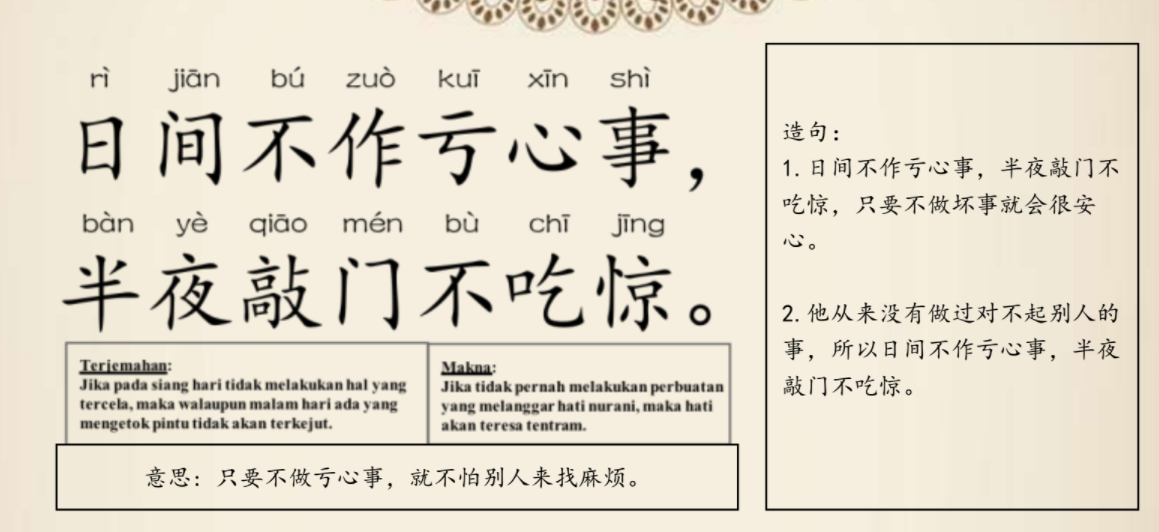 rì jiān bú zuò kuī xīn shì
日间不作亏心事，
bàn yè qiāo mén bù chī jīng
半夜敲门不吃惊。
Terjemahan:
Jika pada siang hari tidak melakukan hal yang
tercela, maka walaupun malam hari ada yang
mengetok pintu tidak akan terkejut.
Makna:
Jika tidak pernah melakukan perbuatan
yang melanggar hati nurani, maka hati
akan teresa tentram.
意思：只要不做亏心事，就不怕别人来找麻烦。
造句：
1.日间不作亏心事，半夜敲门不
吃惊，只要不做坏事就会很安
心。
2.他从来没有做过对不起别人的
事，所以日间不作亏心事，半夜
敲门不吃惊。